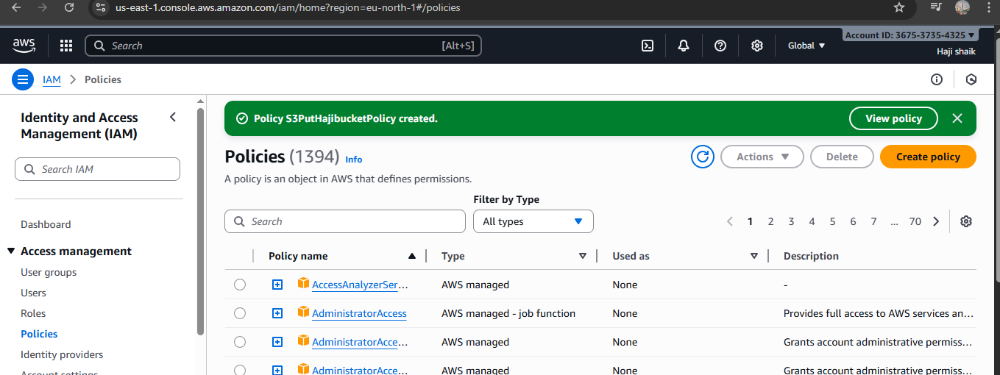 us-east-1.console.aws.amazon.com/iam/home?region=eu-north-1#/policies
aws
Search [Alt+S]
Global
Account ID: 3675-3735-4325
Haji shaik
IAM > Policies
Identity and Access
Management (IAM)
Search IAM
Dashboard
Access management
User groups
Users
Roles
Policies
Identity providers
Account settings
Policy S3PutHajibucketPolicy created.
View policy
Policies (1394) Info
Actions
Delete
Create policy
A policy is an object in AWS that defines permissions.
Filter by Type
Search
All types
1 2 3 4 5 6 7 ... 70
Policy name Type Used as Description
AccessAnalyzerSer... AWS managed None -
AdministratorAccess AWS managed - job function None Provides full access to AWS services an...
AdministratorAcce... AWS managed None Grants account administrative permiss...
AdministratorAcce... AWS managed None Grants account administrative permiss...